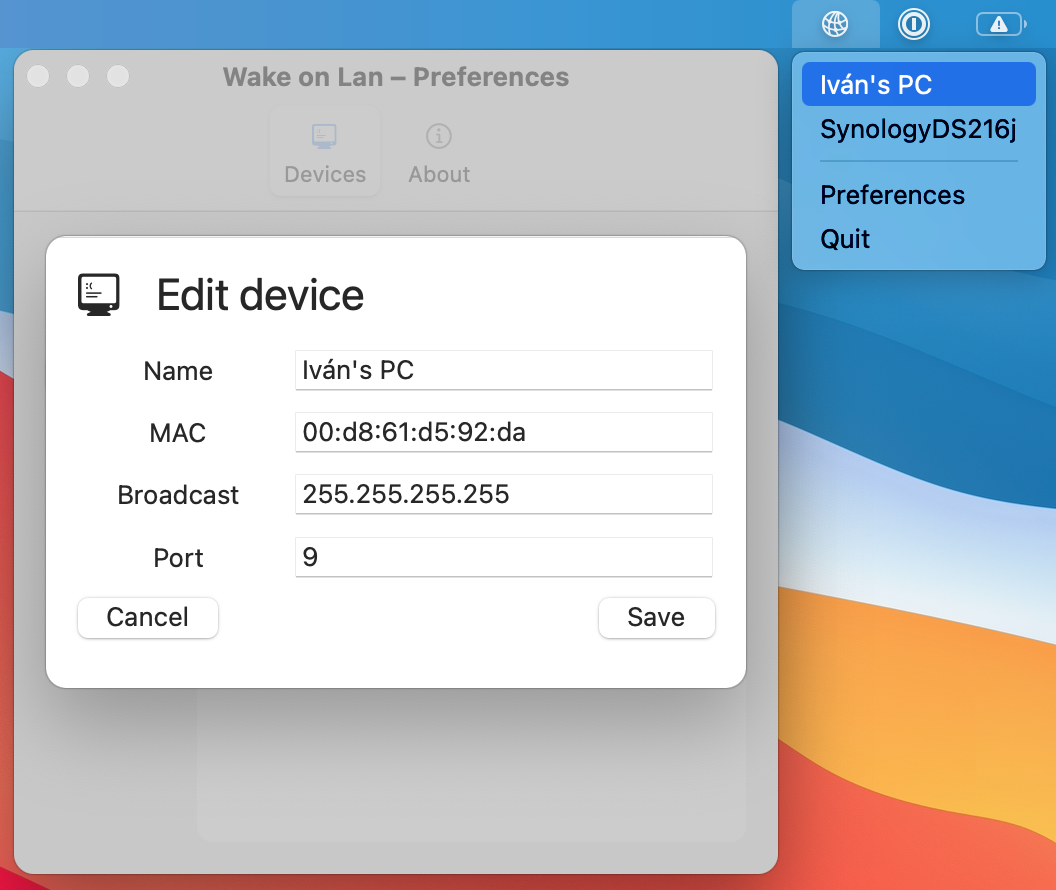 Wake on Lan – Preferences
Devices
About
Edit device
Name
Iván's PC
MAC
00:d8:61:d5:92:da
Broadcast
255.255.255.255
Port
9
Cancel
Save
Iván's PC
SynologyDS216j
Preferences
Quit